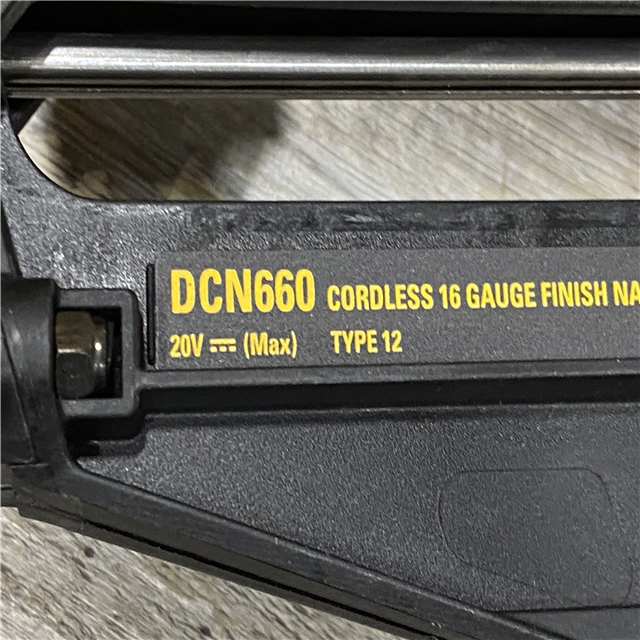 DCN660 CORDLESS 16 GAUGE FINISH NA
20V ⎓ (Max) TYPE 12